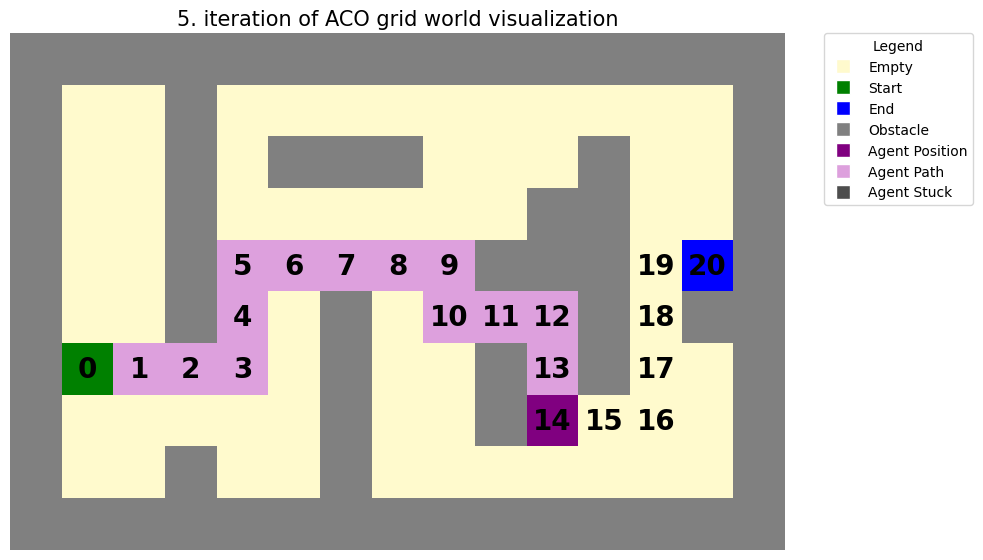 5. iteration of ACO grid world visualization
Legend
Empty
Start
End
Obstacle
Agent Position
Agent Path
Agent Stuck
5 6 7 8 9 19 20
4 10 11 12 18
0 1 2 3 13 17
14 15 16